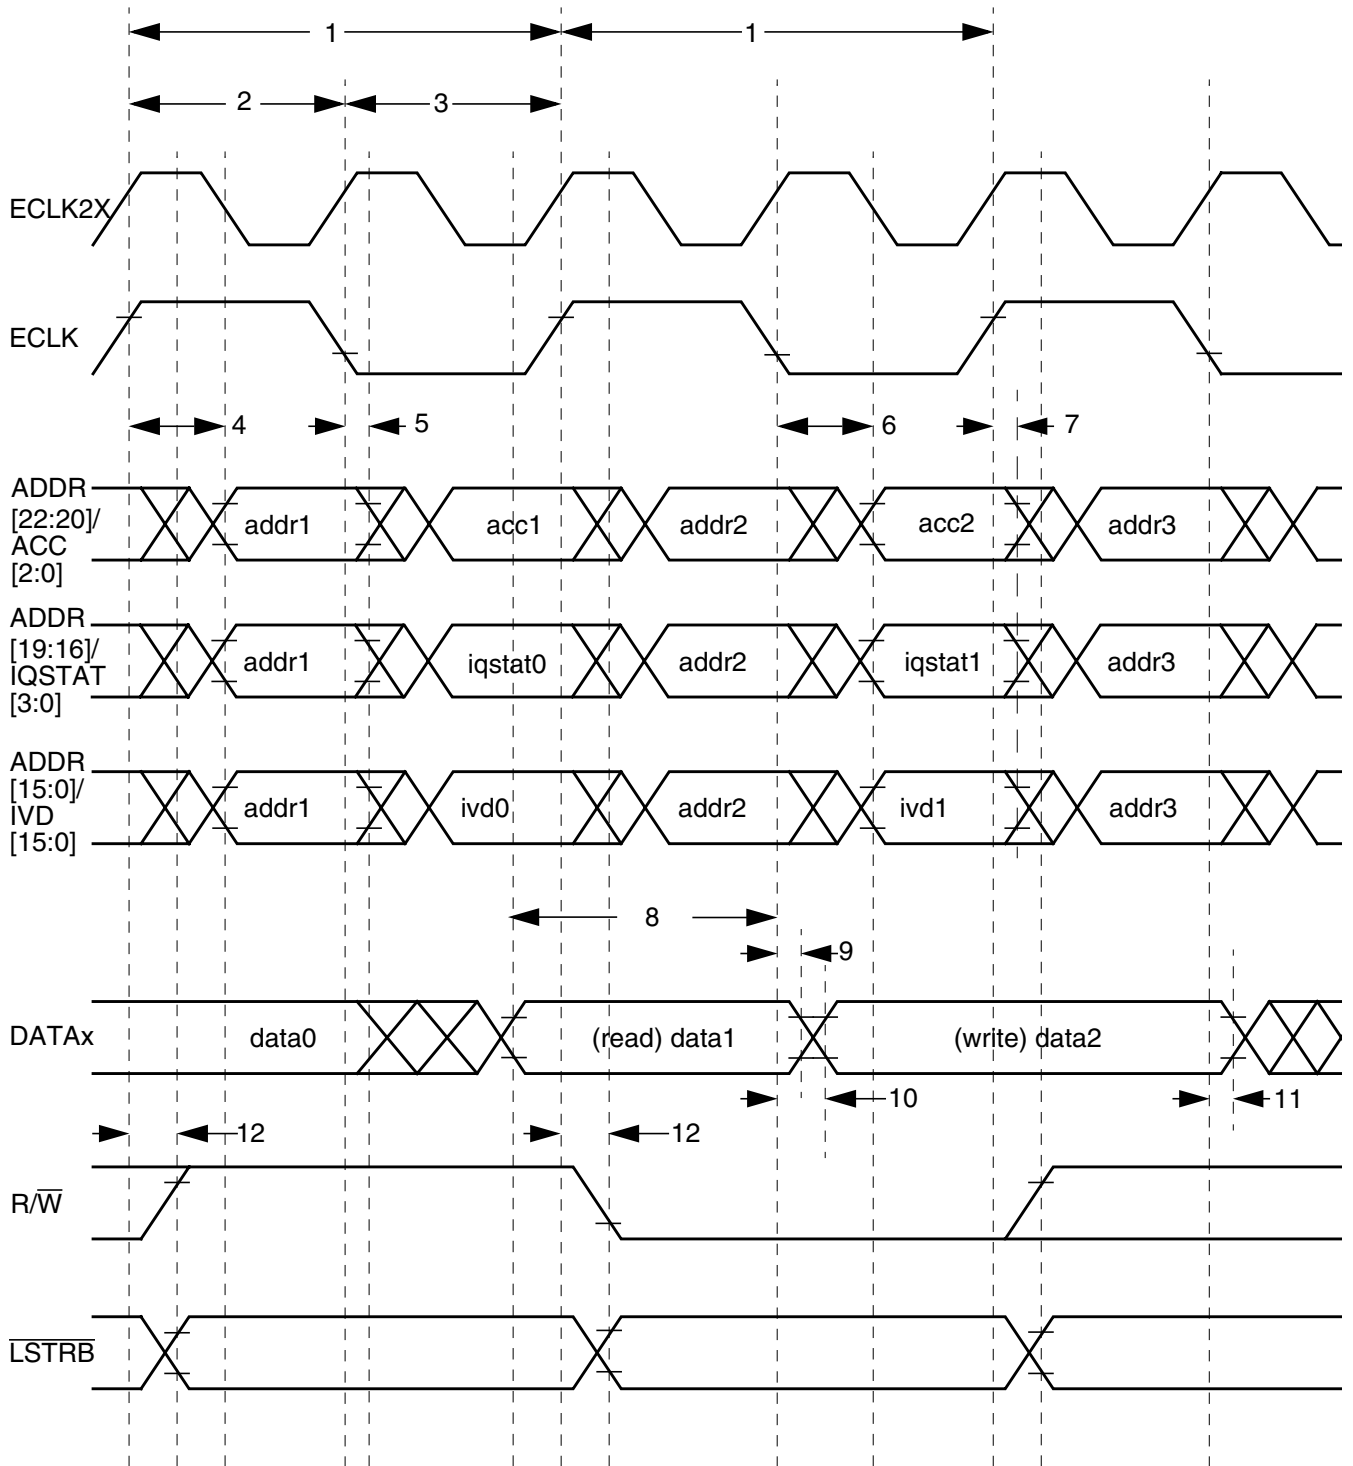 1 1
2 3
ECLK2X
ECLK
4 5 6 7
ADDR
[22:20]/
ACC
[2:0]
addr1 acc1 addr2 acc2 addr3
ADDR
[19:16]/
IQSTAT
[3:0]
addr1 iqstat0 addr2 iqstat1 addr3
ADDR
[15:0]/
IVD
[15:0]
addr1 ivd0 addr2 ivd1 addr3
8
9
DATAx data0 (read) data1 (write) data2
10 11
12 12
R/W̅
L̅S̅T̅R̅B̅